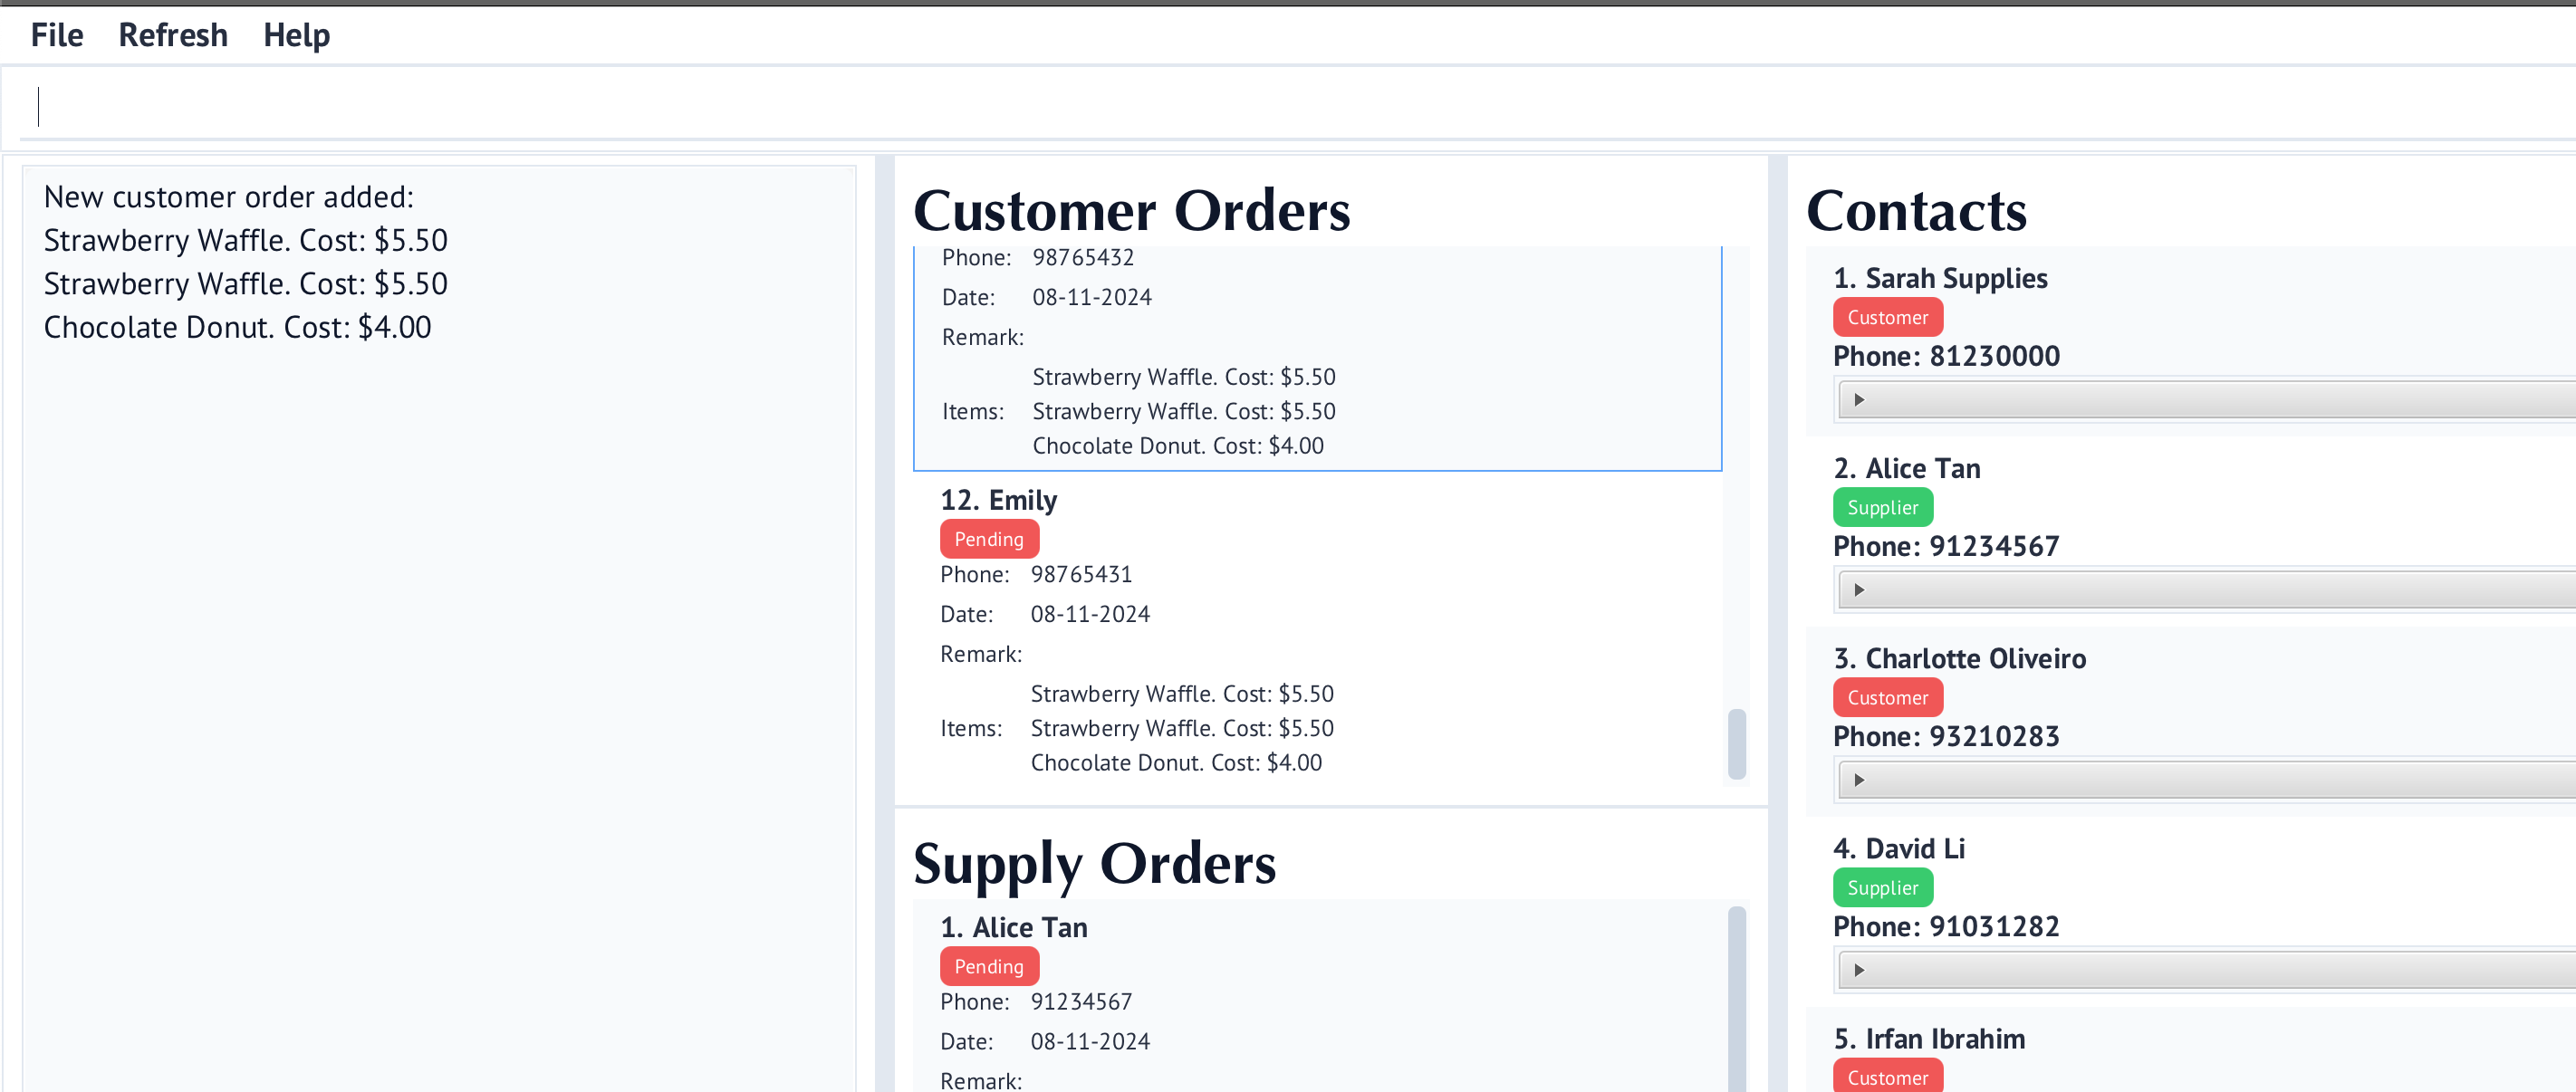 File Refresh Help
New customer order added:
Strawberry Waffle. Cost: $5.50
Strawberry Waffle. Cost: $5.50
Chocolate Donut. Cost: $4.00
Customer Orders
Phone: 98765432
Date: 08-11-2024
Remark:
Strawberry Waffle. Cost: $5.50
Items: Strawberry Waffle. Cost: $5.50
Chocolate Donut. Cost: $4.00
12. Emily
Pending
Phone: 98765431
Date: 08-11-2024
Remark:
Strawberry Waffle. Cost: $5.50
Items: Strawberry Waffle. Cost: $5.50
Chocolate Donut. Cost: $4.00
Supply Orders
1. Alice Tan
Pending
Phone: 91234567
Date: 08-11-2024
Remark:
Contacts
1. Sarah Supplies
Customer
Phone: 81230000
2. Alice Tan
Supplier
Phone: 91234567
3. Charlotte Oliveiro
Customer
Phone: 93210283
4. David Li
Supplier
Phone: 91031282
5. Irfan Ibrahim
Customer